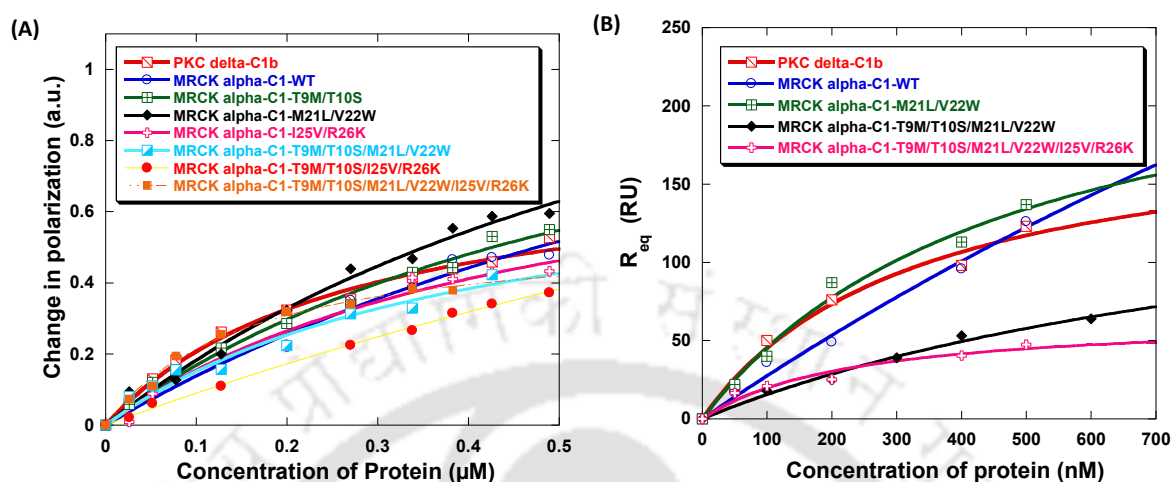 (A)
Change in polarization (a.u.)
1
0.8
0.6
0.4
0.2
0
PKC delta-C1b
MRCK alpha-C1-WT
MRCK alpha-C1-T9M/T10S
MRCK alpha-C1-M21L/V22W
MRCK alpha-C1-I25V/R26K
MRCK alpha-C1-T9M/T10S/M21L/V22W
MRCK alpha-C1-T9M/T10S/I25V/R26K
MRCK alpha-C1-T9M/T10S/M21L/V22W/I25V/R26K
0 0.1 0.2 0.3 0.4 0.5
Concentration of Protein (µM)
(B)
Req (RU)
250
200
150
100
50
0
PKC delta-C1b
MRCK alpha-C1-WT
MRCK alpha-C1-M21L/V22W
MRCK alpha-C1-T9M/T10S/M21L/V22W
MRCK alpha-C1-T9M/T10S/M21L/V22W/I25V/R26K
0 100 200 300 400 500 600 700
Concentration of protein (nM)